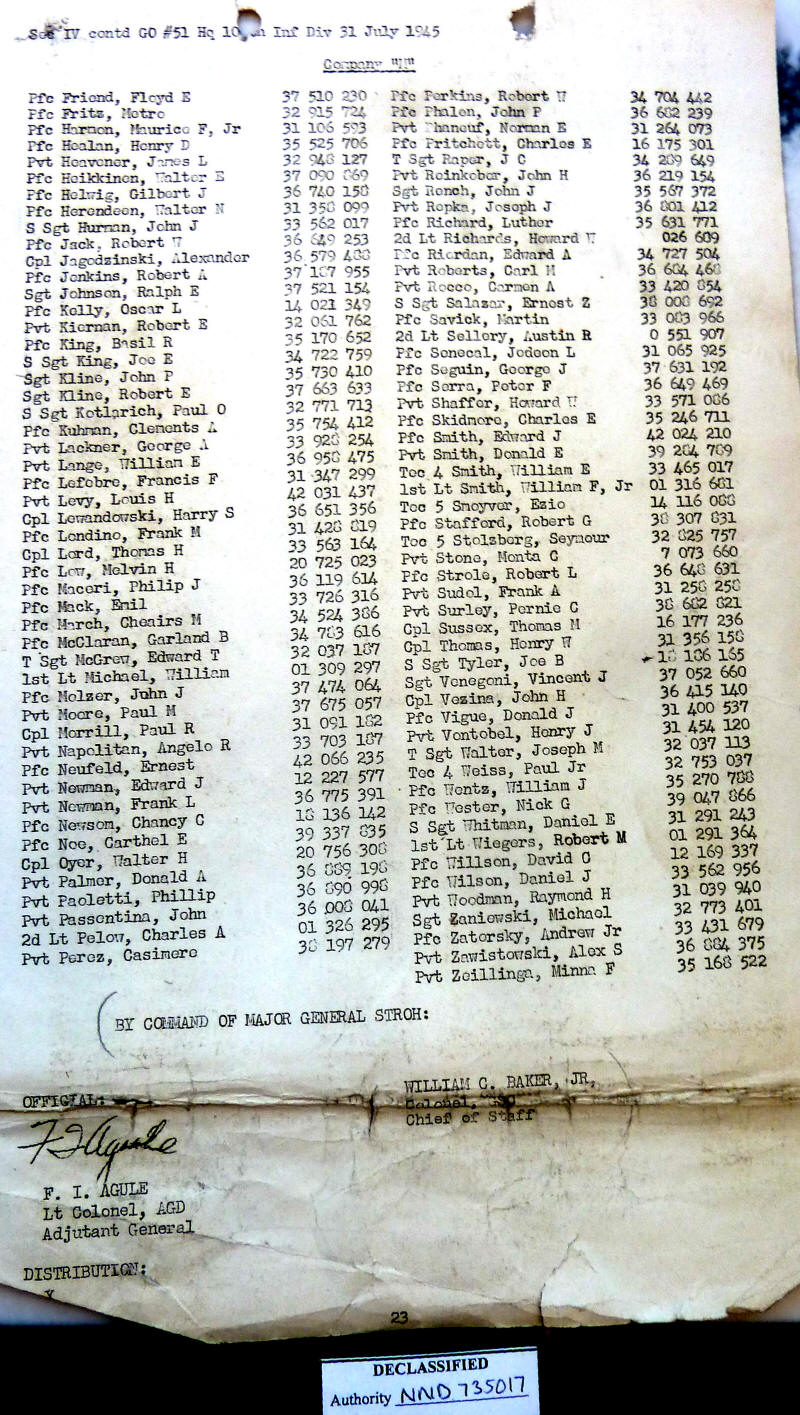 Sec IV contd GO #51 Hq 106th Inf Div 31 July 1945
Company "H"
Pfc Friend, Floyd E 37 510 230
Pfc Fritz, Metro 32 915 724
Pfc Harmon, Maurice F, Jr 31 106 593
Pfc Healan, Henry D 35 525 706
Pvt Heavener, James L 32 948 127
Pfc Heikkinen, Walter E 37 090 869
Pfc Helwig, Gilbert J 36 740 158
Pfc Herendeen, Walter N 31 358 099
S Sgt Human, John J 33 562 017
Pfc Jack, Robert W 36 649 253
Cpl Jagodzinski, Alexander 36 579 488
Pfc Jenkins, Robert A 37 187 955
Sgt Johnson, Ralph E 37 521 154
Pfc Kelly, Oscar L 14 021 349
Pvt Kiernan, Robert E 32 061 762
Pfc King, Basil R 35 170 652
S Sgt King, Joe E 34 722 759
Sgt Kline, John P 35 730 410
Sgt Kline, Robert E 37 663 633
S Sgt Kotlarich, Paul O 32 771 713
Pfc Kuhman, Clements A 35 754 412
Pvt Lackner, George A 33 928 254
Pvt Lange, William E 36 958 475
Pfc Lefebre, Francis F 31 347 299
Pvt Levy, Louis H 42 031 437
Cpl Lewandowski, Harry S 36 651 356
Pfc Londino, Frank M 31 428 819
Cpl Lord, Thomas H 33 563 164
Pfc Low, Melvin H 20 725 023
Pfc Maceri, Philip J 36 119 614
Pfc Mack, Emil 33 726 316
Pfc March, Cheairs M 34 524 386
Pfc McClaran, Garland B 34 783 616
T Sgt McGrew, Edward T 32 037 187
1st Lt Michael, William 01 309 297
Pfc Melzer, John J 37 474 064
Pvt Moore, Paul M 37 675 057
Cpl Morrill, Paul R 31 091 182
Pvt Napolitan, Angelo R 33 703 187
Pfc Neufeld, Ernest 42 066 235
Pvt Newman, Edward J 12 227 577
Pvt Newman, Frank L 36 775 391
Pfc Newsom, Chancy C 18 136 142
Pfc Noe, Carthel E 39 337 835
Cpl Oyer, Walter H 20 756 308
Pvt Palmer, Donald A 36 889 198
Pvt Paoletti, Phillip 36 890 998
Pvt Passentina, John 36 008 041
2d Lt Pelow, Charles A 01 326 295
Pvt Perez, Casimere 38 197 279
Pfc Perkins, Robert W 34 704 442
Pfc Phalen, John P 36 682 239
Pvt Phaneuf, Norman E 31 264 073
Pfc Pritchett, Charles E 16 175 301
T Sgt Raper, J C 34 289 649
Pvt Reinkober, John H 36 219 154
Sgt Rench, John J 35 567 372
Pvt Repka, Joseph J 36 801 412
Pfc Richard, Luther 35 631 771
2d Lt Richards, Howard W 026 609
Pfc Riordan, Edward A 34 727 504
Pvt Roberts, Carl M 36 684 468
Pvt Rocco, Carmen A 33 420 854
S Sgt Salazar, Ernest Z 38 008 692
Pfc Savick, Martin 33 083 966
2d Lt Sellery, Austin R 0 551 907
Pfc Senecal, Jedeon L 31 065 925
Pfc Seguin, George J 37 631 192
Pfc Serra, Peter F 36 649 469
Pvt Shaffer, Howard W 33 571 086
Pfc Skidmore, Charles E 35 246 711
Pfc Smith, Edward J 42 024 210
Pvt Smith, Donald E 39 284 789
Tec 4 Smith, William E 33 465 017
1st Lt Smith, William F, Jr 01 316 681
Tec 5 Smeyver, Ezio 14 116 088
Pfc Stafford, Robert G 38 307 831
Tec 5 Stolzberg, Seymour 32 825 757
Pvt Stone, Monta C 7 073 660
Pfc Strole, Robert L 36 648 631
Pvt Sudol, Frank A 31 258 258
Pvt Surley, Pernie C 38 682 821
Cpl Sussex, Thomas M 16 177 236
Cpl Thomas, Henry W 31 356 158
S Sgt Tyler, Joe B 18 186 165
Sgt Venegoni, Vincent J 37 052 660
Cpl Vezina, John H 36 415 140
Pfc Vigue, Donald J 31 400 537
Pvt Vontobel, Henry J 31 454 120
T Sgt Walter, Joseph M 32 037 113
Tec 4 Weiss, Paul Jr 32 753 037
Pfc Wentz, William J 35 270 788
Pfc Wester, Nick G 39 047 866
S Sgt Whitman, Daniel E 31 291 243
1st Lt Wiegers, Robert M 01 291 364
Pfc Willson, David O 12 169 337
Pfc Wilson, Daniel J 33 562 956
Pvt Woodman, Raymond H 31 039 940
Sgt Zaniewski, Michael 32 773 401
Pfc Zatorsky, Andrew Jr 33 431 679
Pvt Zawistowski, Alex S 36 884 375
Pvt Zeillinga, Minna F 35 168 522
BY COMMAND OF MAJOR GENERAL STROH:
WILLIAM C. BAKER, JR,
Colonel,
Chief of Staff
OFFICIAL:
F I Agule
F. I. AGULE
Lt Colonel, AGD
Adjutant General
DISTRIBUTION:
X
23
DECLASSIFIED
Authority NND 735017